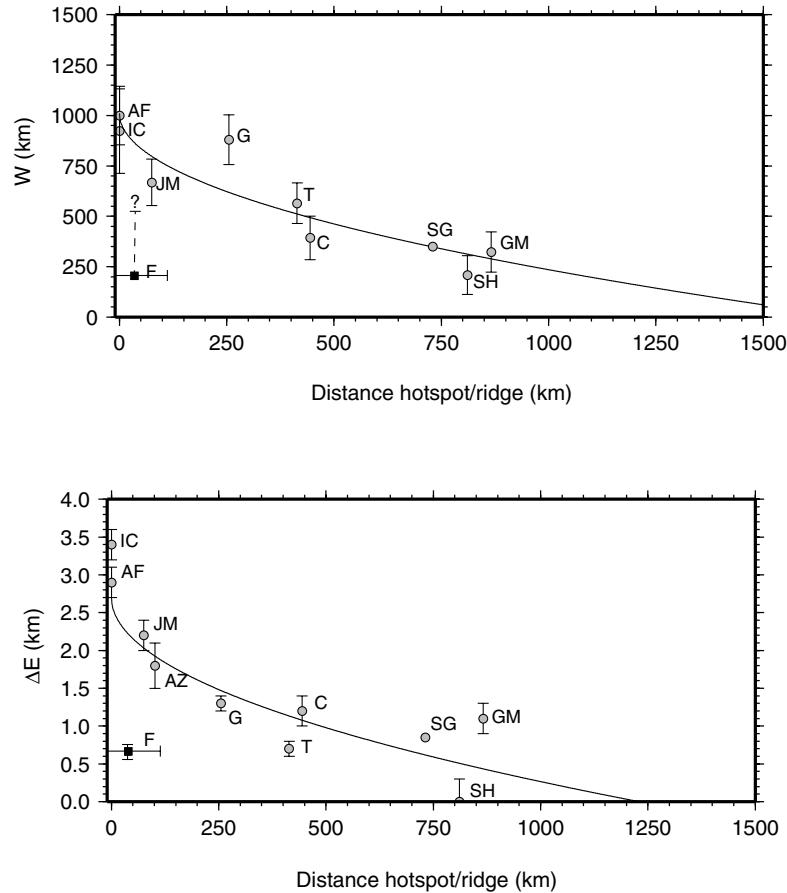 1500
1250
1000
750
500
250
0
W (km)
AF
IC
JM
G
?
F
T
C
SG
GM
SH
0 250 500 750 1000 1250 1500
Distance hotspot/ridge (km)
4.0
3.5
3.0
2.5
2.0
1.5
1.0
0.5
0.0
ΔE (km)
IC
AF
JM
AZ
G
F
C
T
SG
GM
SH
0 250 500 750 1000 1250 1500
Distance hotspot/ridge (km)